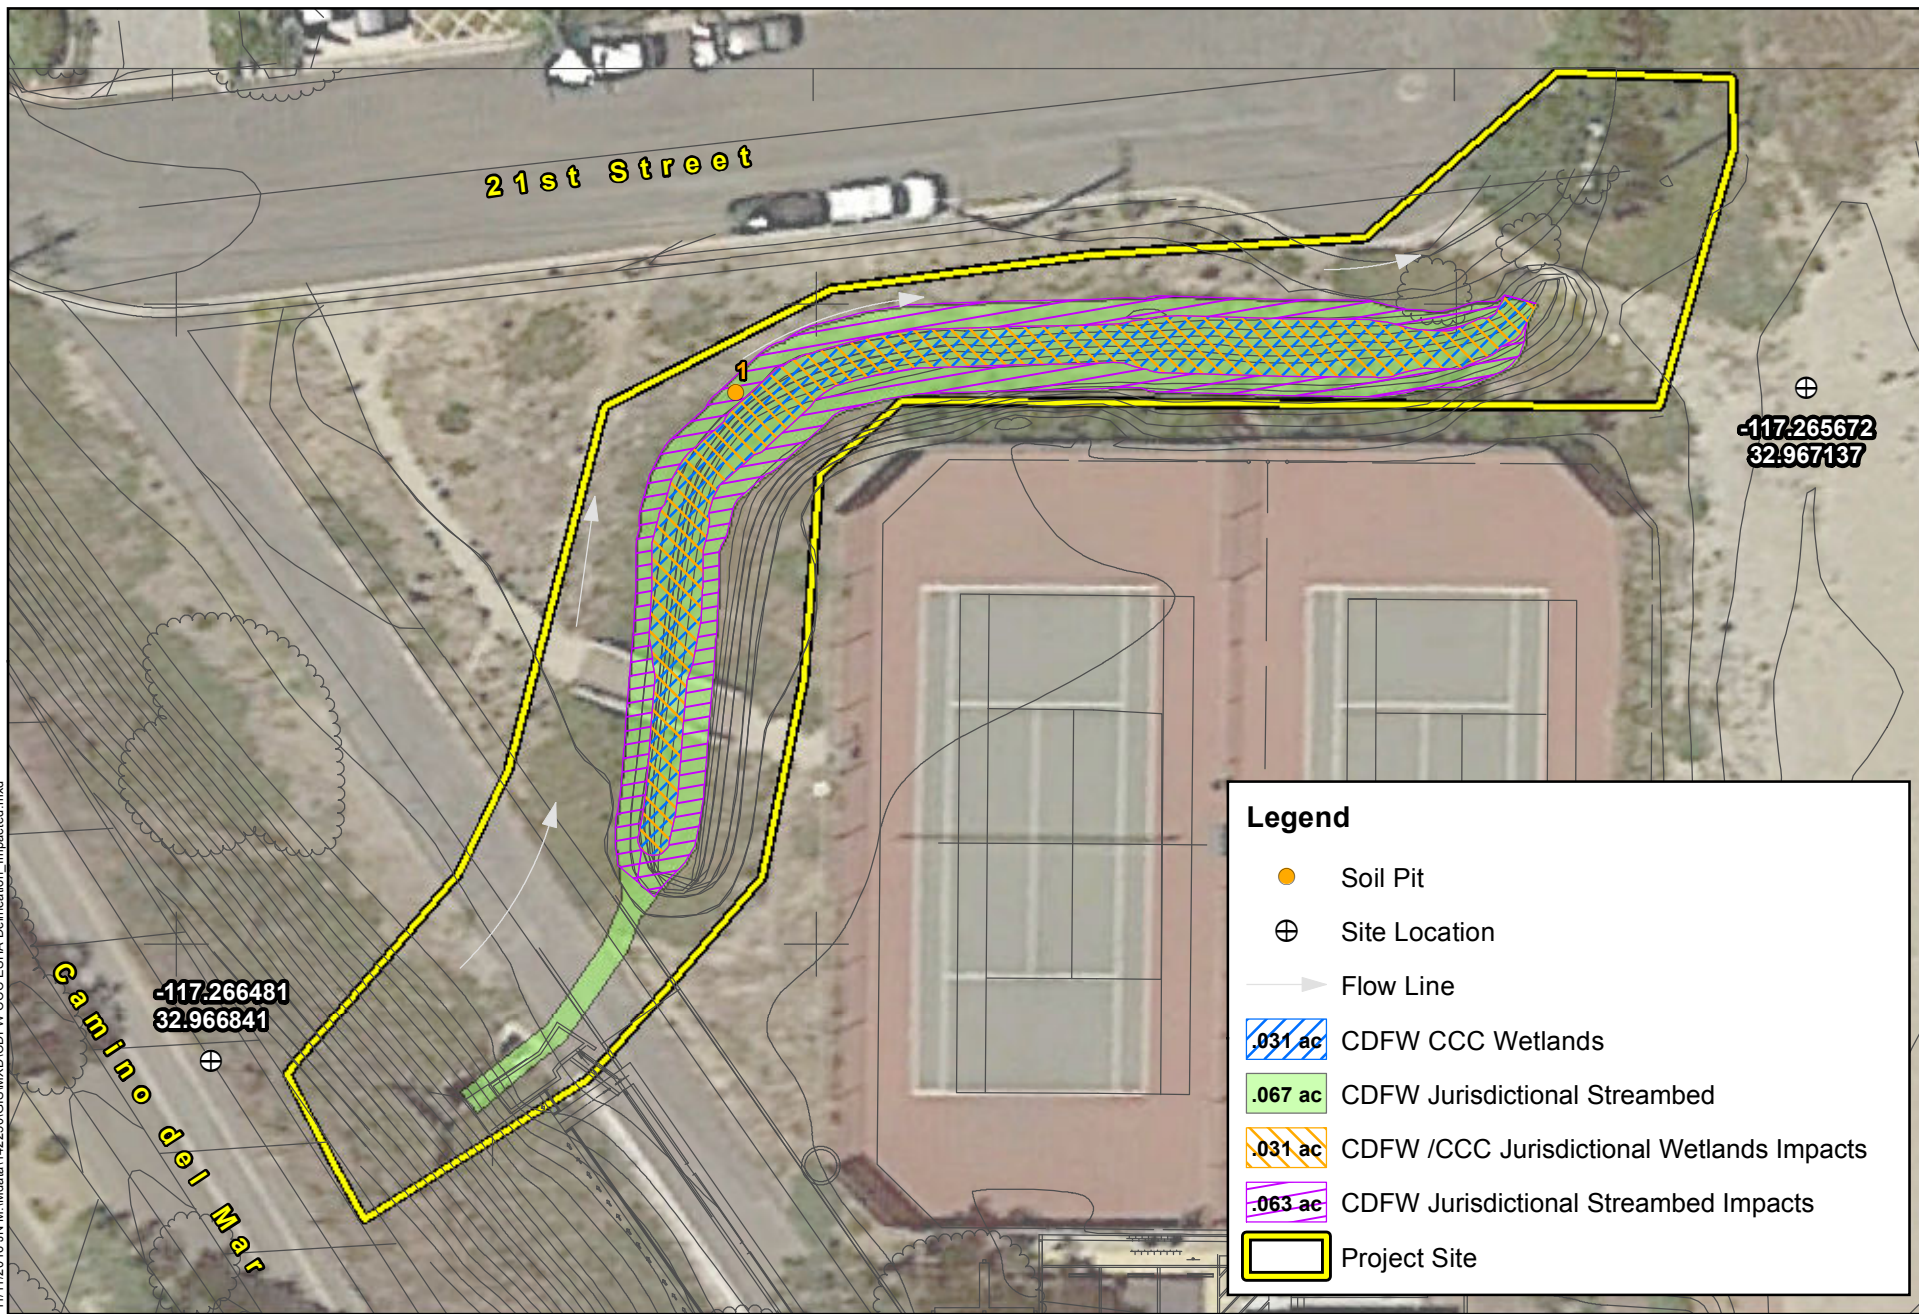 21st Street
1
-117.265672
32.967137
-117.266481
32.966841
Camino del Mar
Legend
Soil Pit
Site Location
Flow Line
.031 ac CDFW CCC Wetlands
.067 ac CDFW Jurisdictional Streambed
.031 ac CDFW /CCC Jurisdictional Wetlands Impacts
.063 ac CDFW Jurisdictional Streambed Impacts
Project Site